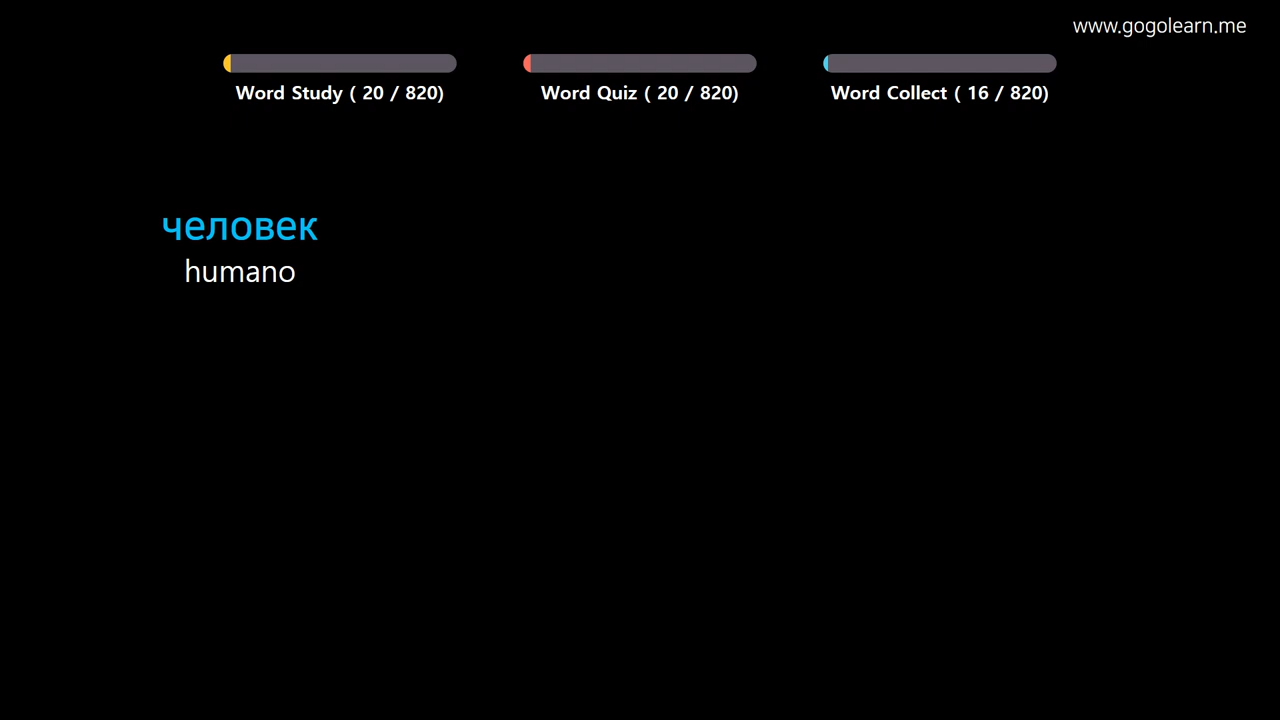 www.gogolearn.me
Word Study ( 20 / 820)
Word Quiz ( 20 / 820)
Word Collect ( 16 / 820)
человек
humano